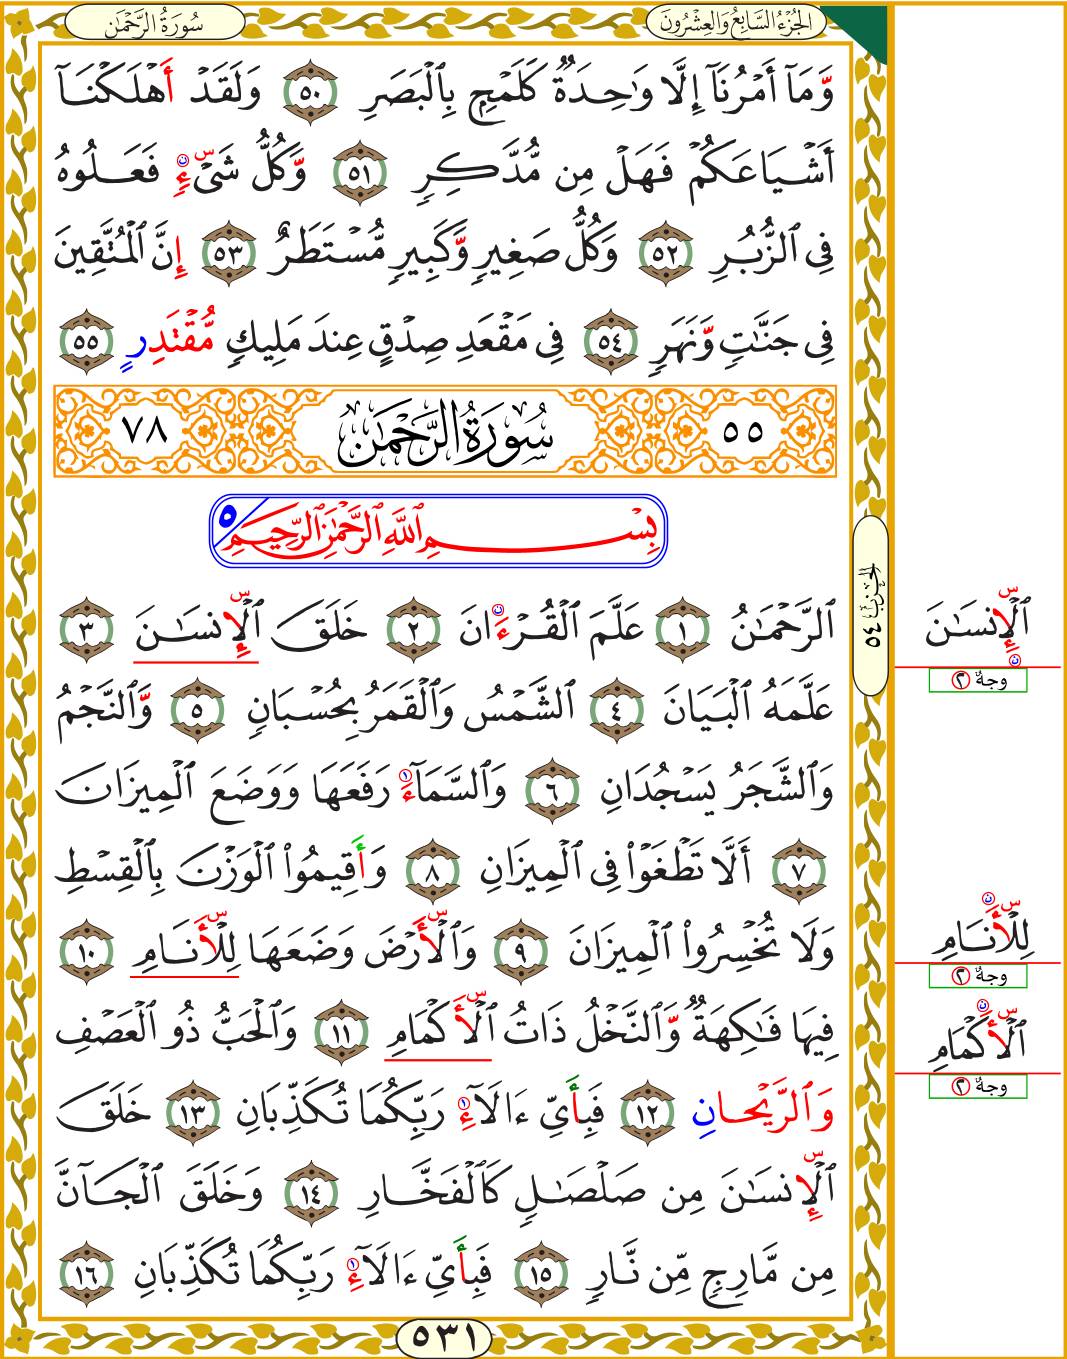 سُورَةُ الرَّحْمَٰن
الجُزْءُ السَّابِعُ وَالعِشْرُونَ
وَّمَآ أَمْرُنَآ إِلَّا وَٰحِدَةٌ كَلَمْحٍۭ بِٱلْبَصَرِ ٥٠ وَلَقَدْ أَهْلَكْنَآ
أَشْيَاعَكُمْ فَهَلْ مِن مُّدَّكِرٍ ٥١ وَّكُلُّ شَىْءٍ فَعَلُوهُ
فِى ٱلزُّبُرِ ٥٢ وَكُلُّ صَغِيرٍ وَّكَبِيرٍ مُّسْتَطَرٌ ٥٣ إِنَّ ٱلْمُتَّقِينَ
فِى جَنَّٰتٍ وَّنَهَرٍ ٥٤ فِى مَقْعَدِ صِدْقٍ عِندَ مَلِيكٍ مُّقْتَدِرٍ ٥٥
٥٥ سُورَةُ الرَّحْمَٰن ٧٨
بِسْمِ ٱللَّهِ ٱلرَّحْمَٰنِ ٱلرَّحِيمِ ٥
ٱلرَّحْمَٰنُ ١ عَلَّمَ ٱلْقُرْءَانَ ٢ خَلَقَ ٱلْإِنسَٰنَ ٣
عَلَّمَهُ ٱلْبَيَانَ ٤ ٱلشَّمْسُ وَٱلْقَمَرُ بِحُسْبَانٍ ٥ وَّٱلنَّجْمُ
وَٱلشَّجَرُ يَسْجُدَانِ ٦ وَٱلسَّمَآءَ رَفَعَهَا وَوَضَعَ ٱلْمِيزَانَ
٧ أَلَّا تَطْغَوْا۟ فِى ٱلْمِيزَانِ ٨ وَأَقِيمُوا۟ ٱلْوَزْنَ بِٱلْقِسْطِ
وَلَا تُخْسِرُوا۟ ٱلْمِيزَانَ ٩ وَٱلْأَرْضَ وَضَعَهَا لِلْأَنَامِ ١٠
فِيهَا فَٰكِهَةٌ وَّٱلنَّخْلُ ذَاتُ ٱلْأَكْمَامِ ١١ وَٱلْحَبُّ ذُو ٱلْعَصْفِ
وَٱلرَّيْحَانِ ١٢ فَبِأَىِّ ءَالَآءِ رَبِّكُمَا تُكَذِّبَانِ ١٣ خَلَقَ
ٱلْإِنسَٰنَ مِن صَلْصَٰلٍ كَٱلْفَخَّارِ ١٤ وَخَلَقَ ٱلْجَآنَّ
مِن مَّارِجٍ مِّن نَّارٍ ١٥ فَبِأَىِّ ءَالَآءِ رَبِّكُمَا تُكَذِّبَانِ ١٦
٥٣١
الحِزب ٥٤
ٱلْإِنسَٰنَ
وجهٌ ٢
لِلْأَنَامِ
وجهٌ ٢
ٱلْأَكْمَامِ
وجهٌ ٢